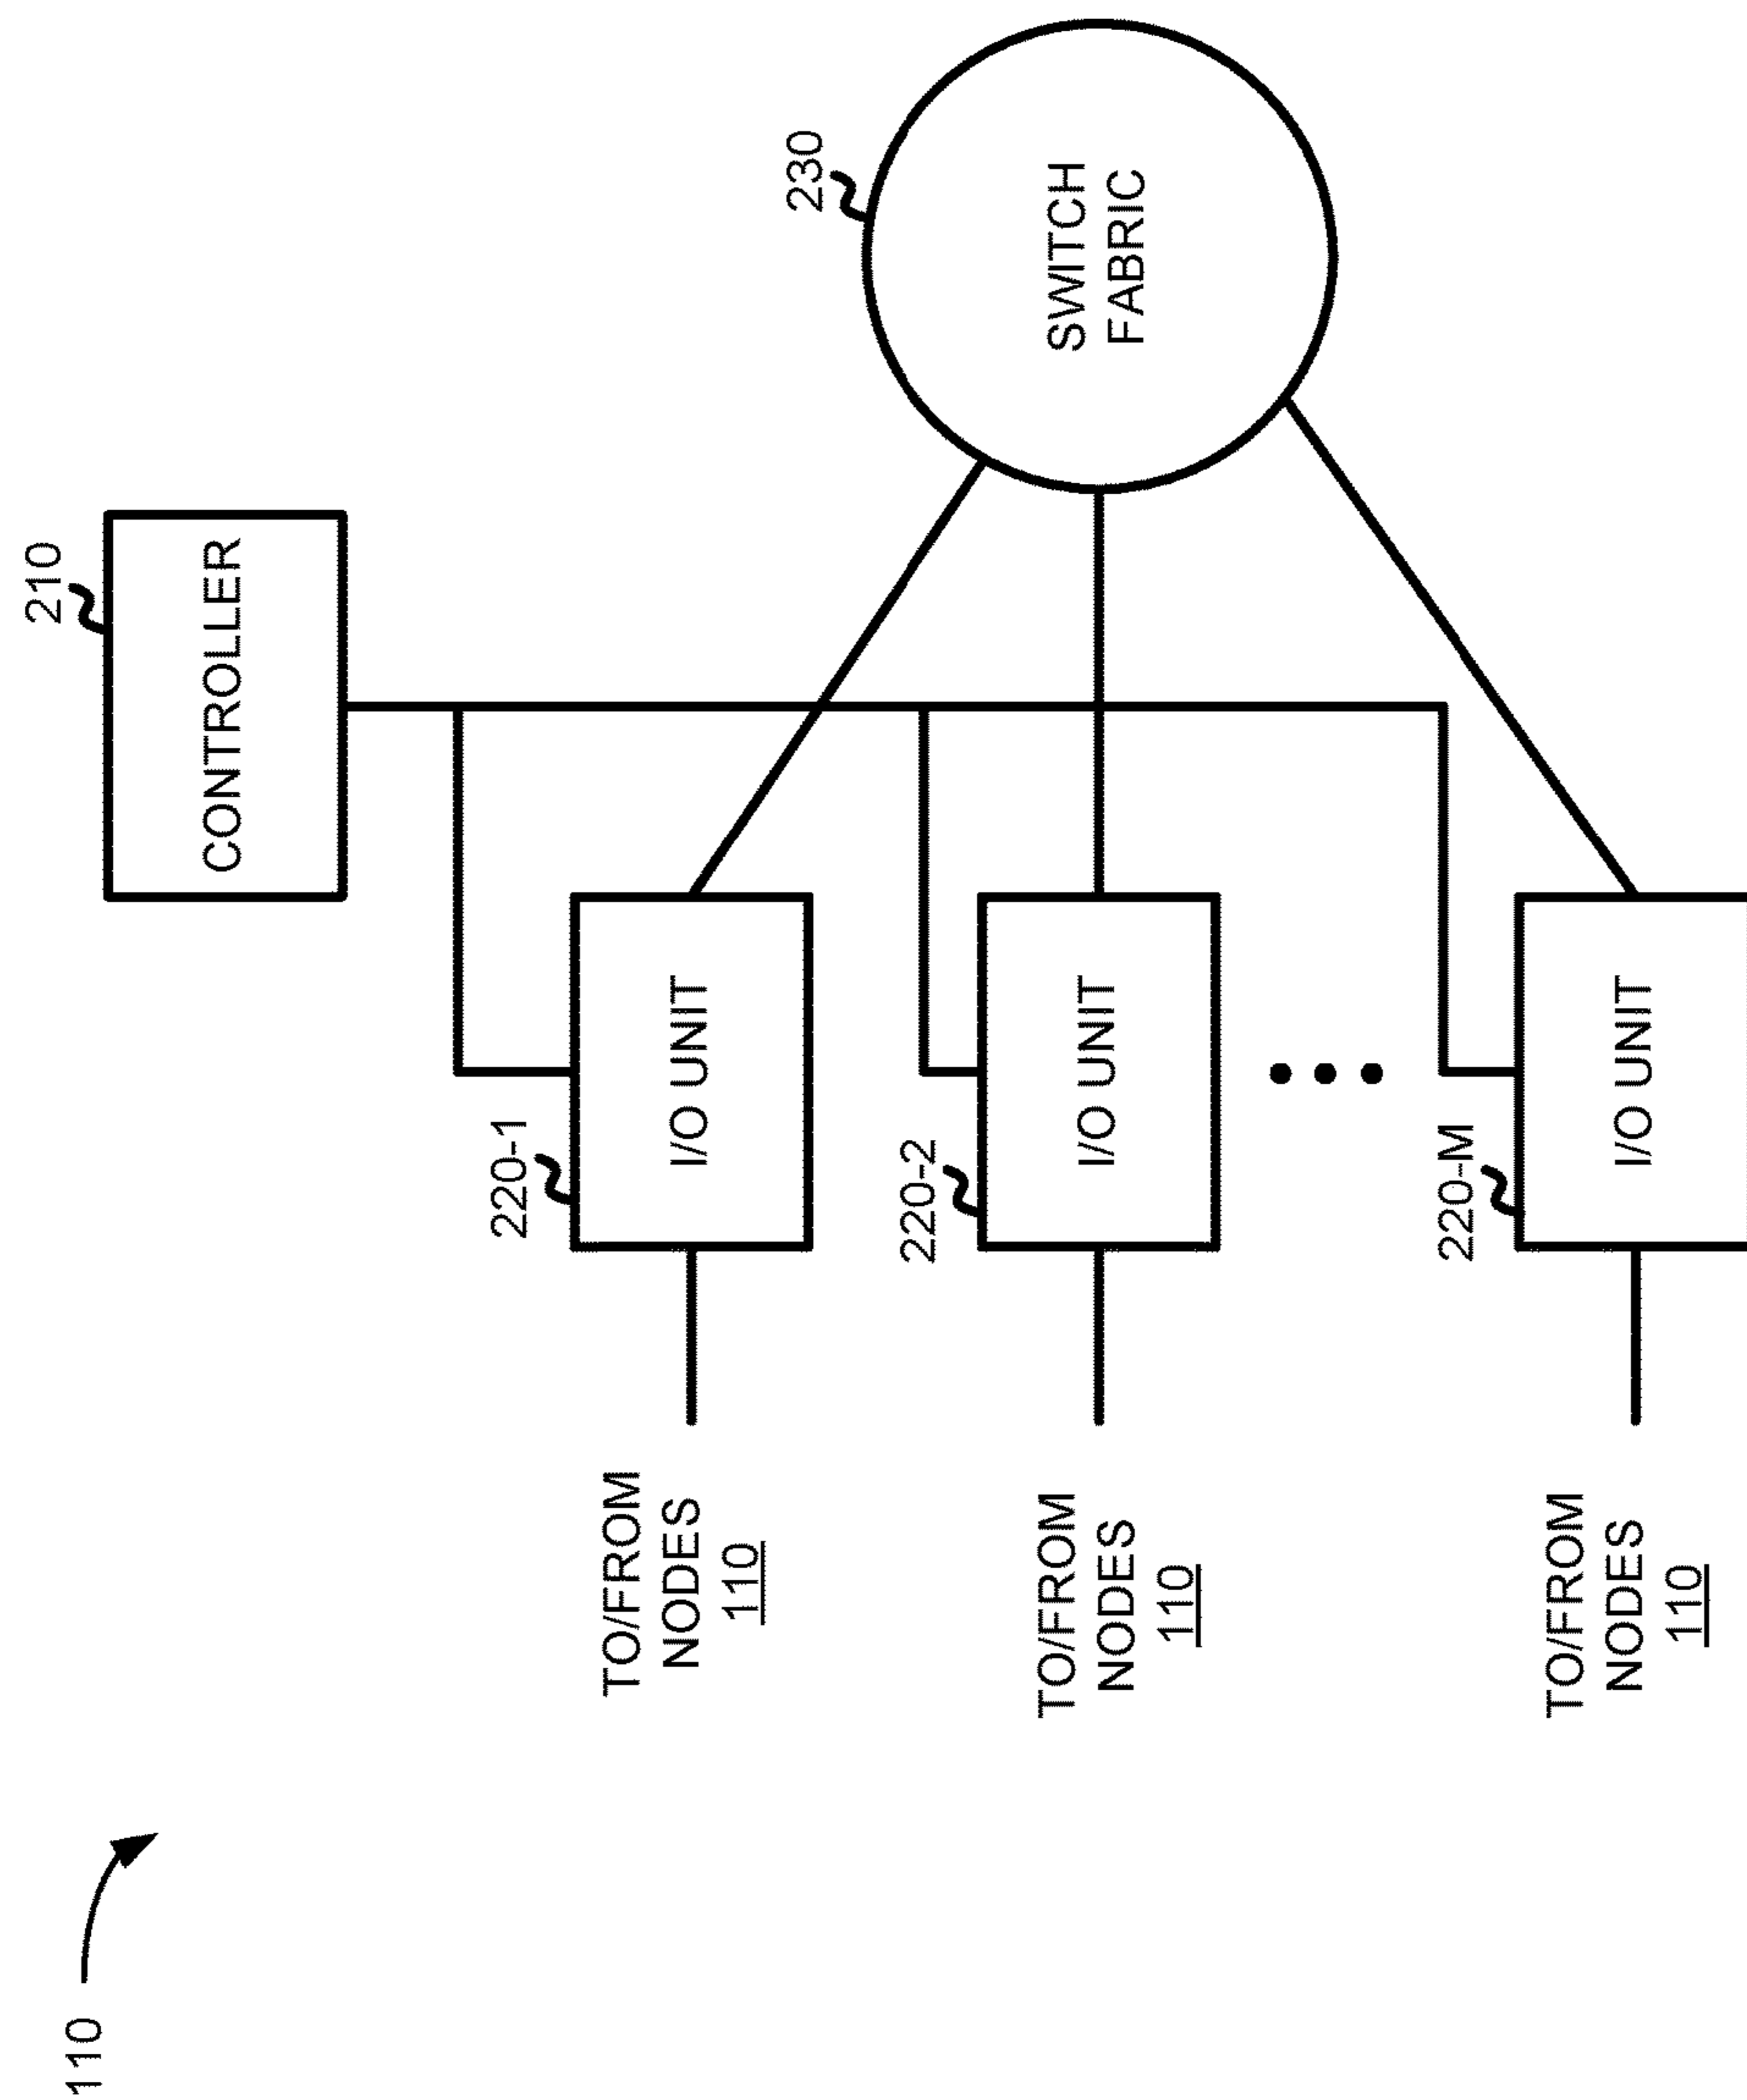 110
210
CONTROLLER
220-1
I/O UNIT
TO/FROM
NODES
110
230
SWITCH
FABRIC
220-2
I/O UNIT
TO/FROM
NODES
110
220-M
I/O UNIT
TO/FROM
NODES
110